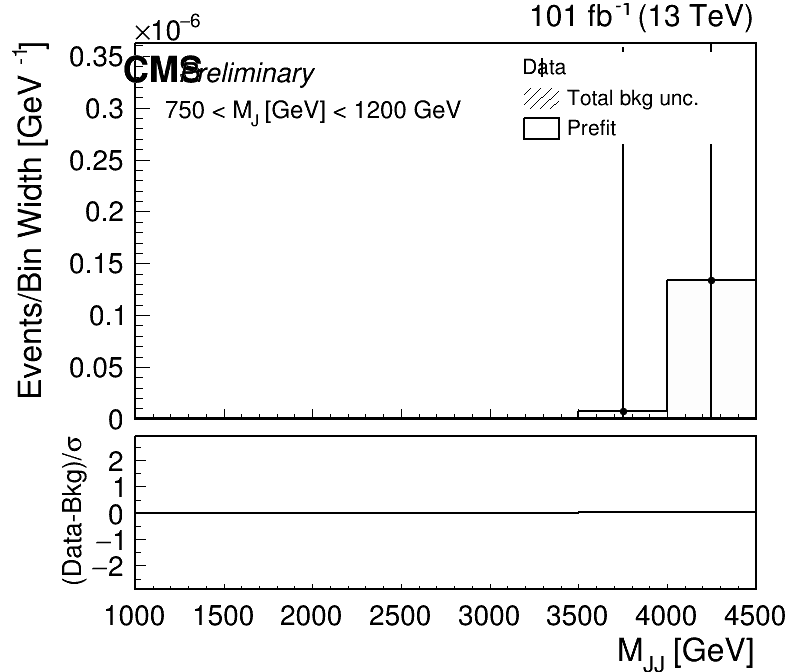 ×10⁻⁶
101 fb⁻¹ (13 TeV)
CMS Preliminary
750 < M_J [GeV] < 1200 GeV
Data
Total bkg unc.
Prefit
Events/Bin Width [GeV⁻¹]
0.35
0.3
0.25
0.2
0.15
0.1
0.05
0
(Data-Bkg)/σ
2
1
0
−1
−2
1000 1500 2000 2500 3000 3500 4000 4500
M_JJ [GeV]